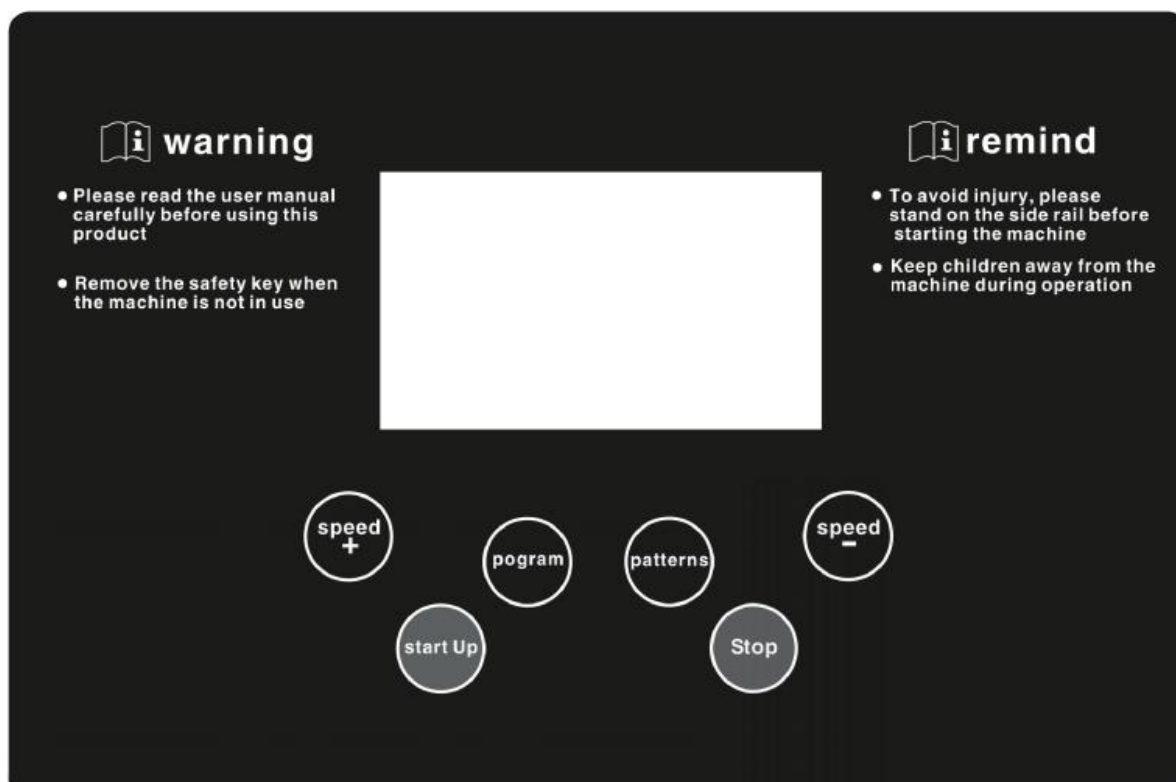 warning
Please read the user manual
carefully before using this
product
Remove the safety key when
the machine is not in use
remind
To avoid injury, please
stand on the side rail before
starting the machine
Keep children away from the
machine during operation
speed
+
pogram
patterns
speed
-
start Up
Stop